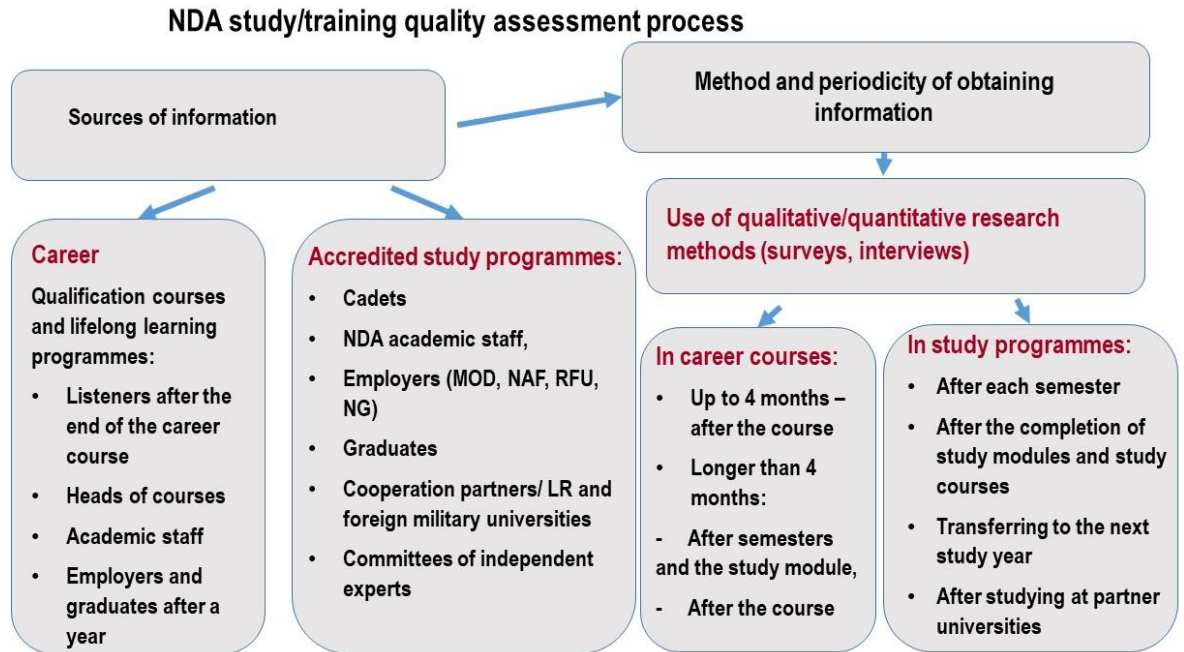 NDA study/training quality assessment process
Sources of information
Method and periodicity of obtaining
information
Career
Qualification courses
and lifelong learning
programmes:
• Listeners after the
end of the career
course
• Heads of courses
• Academic staff
• Employers and
graduates after a
year
Accredited study programmes:
• Cadets
• NDA academic staff,
• Employers (MOD, NAF, RFU,
NG)
• Graduates
• Cooperation partners/ LR and
foreign military universities
• Committees of independent
experts
Use of qualitative/quantitative research
methods (surveys, interviews)
In career courses:
• Up to 4 months –
after the course
• Longer than 4
months:
- After semesters
and the study module,
- After the course
In study programmes:
• After each semester
• After the completion of
study modules and study
courses
• Transferring to the next
study year
• After studying at partner
universities